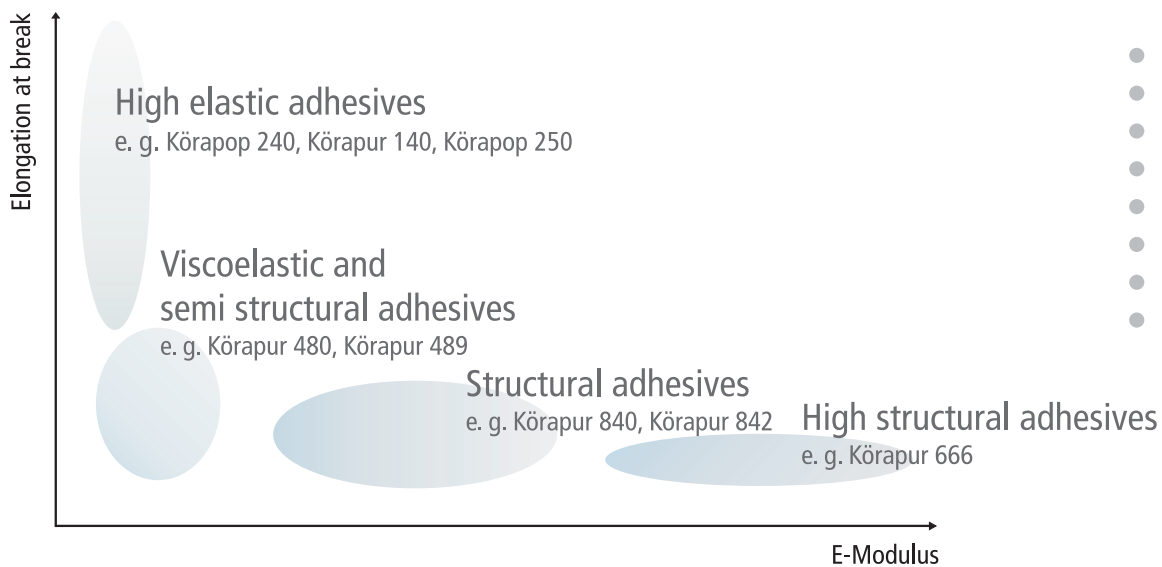 Elongation at break
High elastic adhesives
e. g. Körapop 240, Körapur 140, Körapop 250
Viscoelastic and
semi structural adhesives
e. g. Körapur 480, Körapur 489
Structural adhesives
e. g. Körapur 840, Körapur 842
High structural adhesives
e. g. Körapur 666
E-Modulus